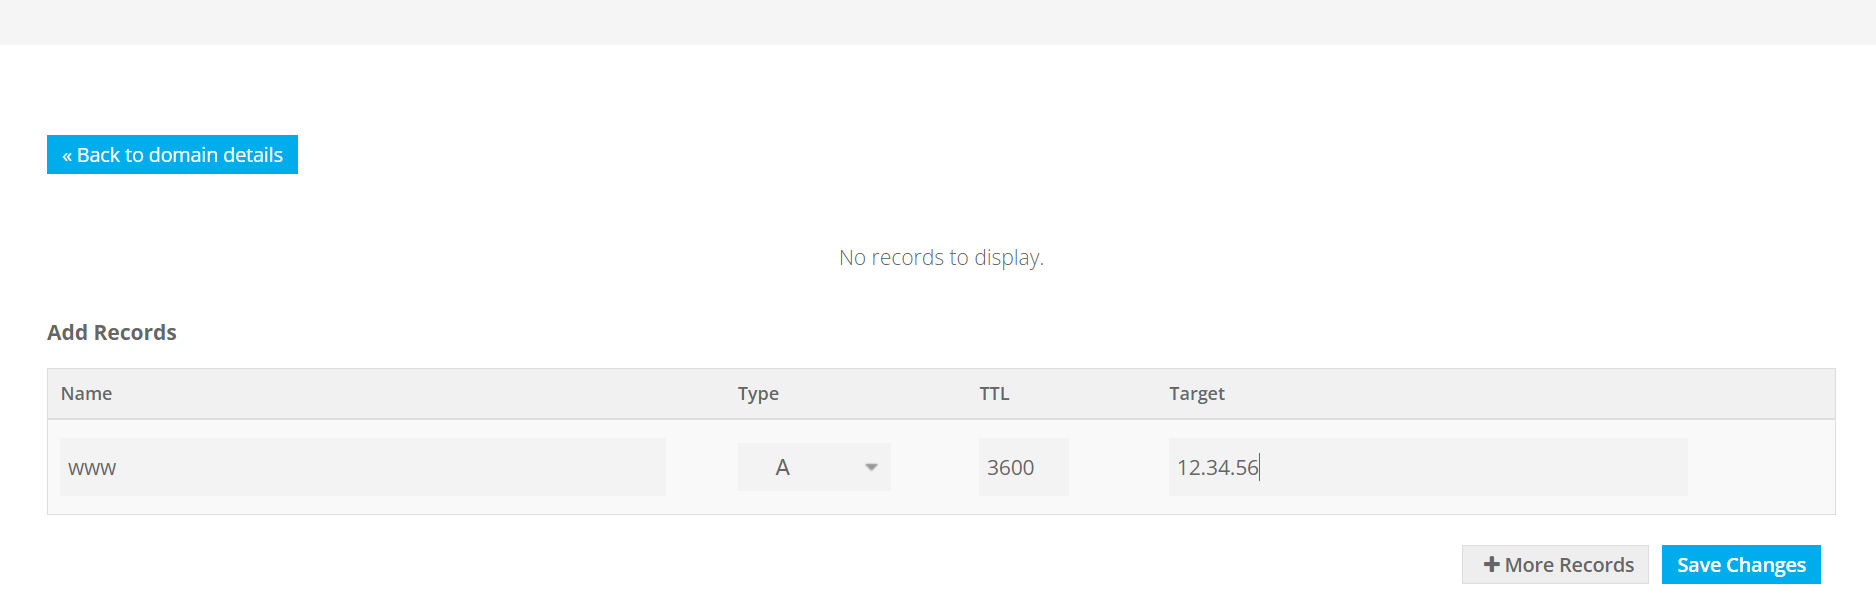 « Back to domain details
No records to display.
Add Records
Name Type TTL Target
www A 3600 12.34.56
+ More Records Save Changes